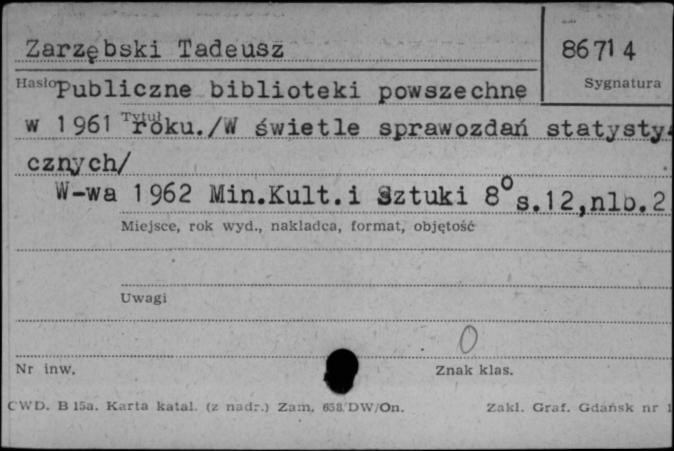 Zarzębski Tadeusz
86714
Hasło
Sygnatura
Publiczne biblioteki powszechne
w 1961 roku./W świetle sprawozdań statysty-
Tytuł
cznych/
W-wa 1962 Min.Kult.i Sztuki 8° s.12,nlb.2
Miejsce, rok wyd., nakładca, format, objętość
Uwagi
0
Nr inw.
Znak klas.
CWD. B 15a. Karta katal. (z nadr.) Zam. 658/DW/On.
Zakł. Graf. Gdańsk nr 1